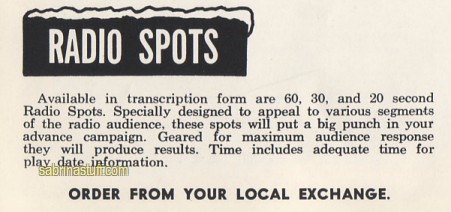 RADIO SPOTS
Available in transcription form are 60, 30, and 20 second
Radio Spots. Specially designed to appeal to various segments
of the radio audience, these spots will put a big punch in your
advance campaign. Geared for maximum audience response
they will produce results. Time includes adequate time for
play date information.
sabrinastuff.com
ORDER FROM YOUR LOCAL EXCHANGE.